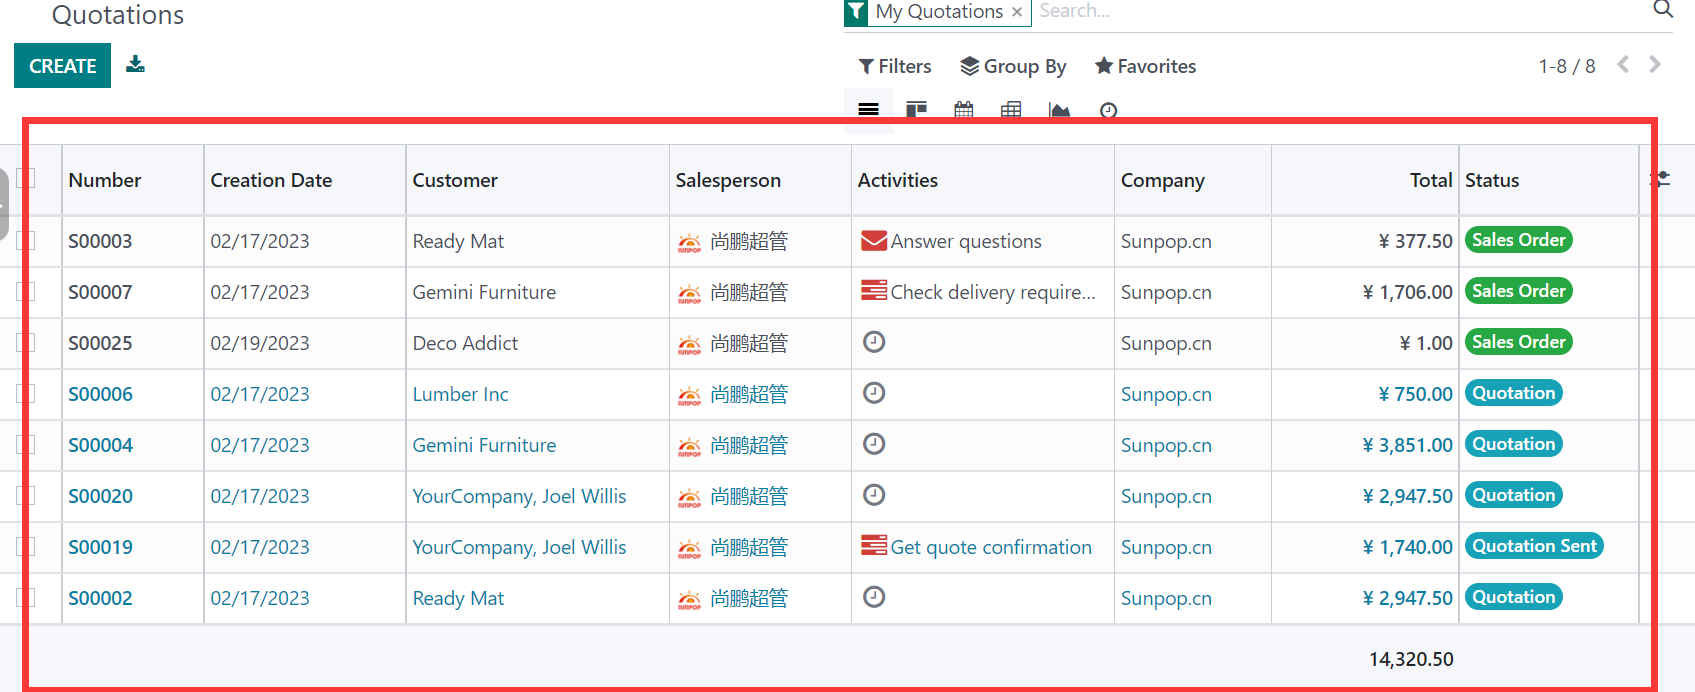 Quotations
My Quotations × Search...
CREATE
Filters Group By Favorites 1-8 / 8
Number Creation Date Customer Salesperson Activities Company Total Status
S00003 02/17/2023 Ready Mat SUNPOP 尚鹏超管 Answer questions Sunpop.cn ¥ 377.50 Sales Order
S00007 02/17/2023 Gemini Furniture SUNPOP 尚鹏超管 Check delivery require... Sunpop.cn ¥ 1,706.00 Sales Order
S00025 02/19/2023 Deco Addict SUNPOP 尚鹏超管 Sunpop.cn ¥ 1.00 Sales Order
S00006 02/17/2023 Lumber Inc SUNPOP 尚鹏超管 Sunpop.cn ¥ 750.00 Quotation
S00004 02/17/2023 Gemini Furniture SUNPOP 尚鹏超管 Sunpop.cn ¥ 3,851.00 Quotation
S00020 02/17/2023 YourCompany, Joel Willis SUNPOP 尚鹏超管 Sunpop.cn ¥ 2,947.50 Quotation
S00019 02/17/2023 YourCompany, Joel Willis SUNPOP 尚鹏超管 Get quote confirmation Sunpop.cn ¥ 1,740.00 Quotation Sent
S00002 02/17/2023 Ready Mat SUNPOP 尚鹏超管 Sunpop.cn ¥ 2,947.50 Quotation
14,320.50